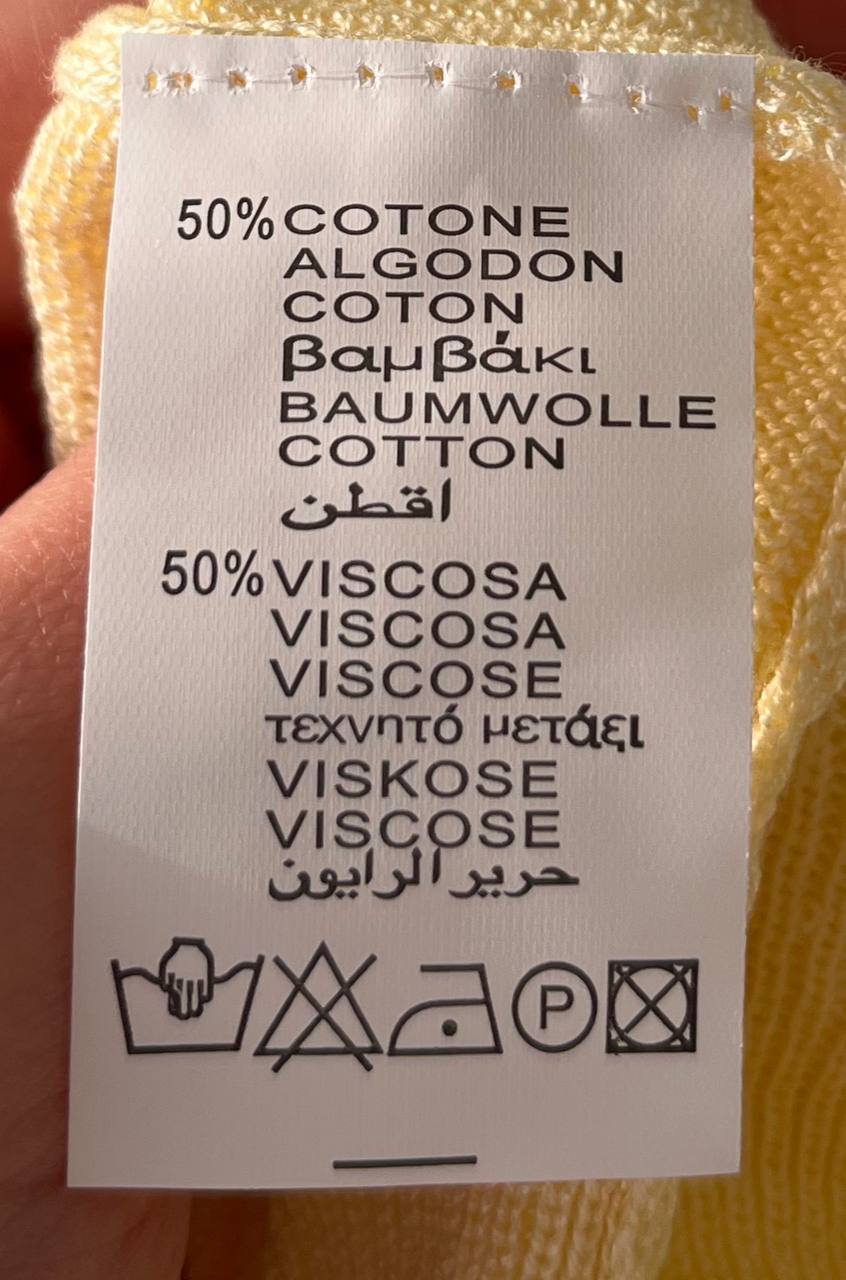 50% COTONE
ALGODON
COTON
βαμβάκι
BAUMWOLLE
COTTON
اقطن
50% VISCOSA
VISCOSA
VISCOSE
τεχνητό μετάξι
VISKOSE
VISCOSE
حرير الرايون
P